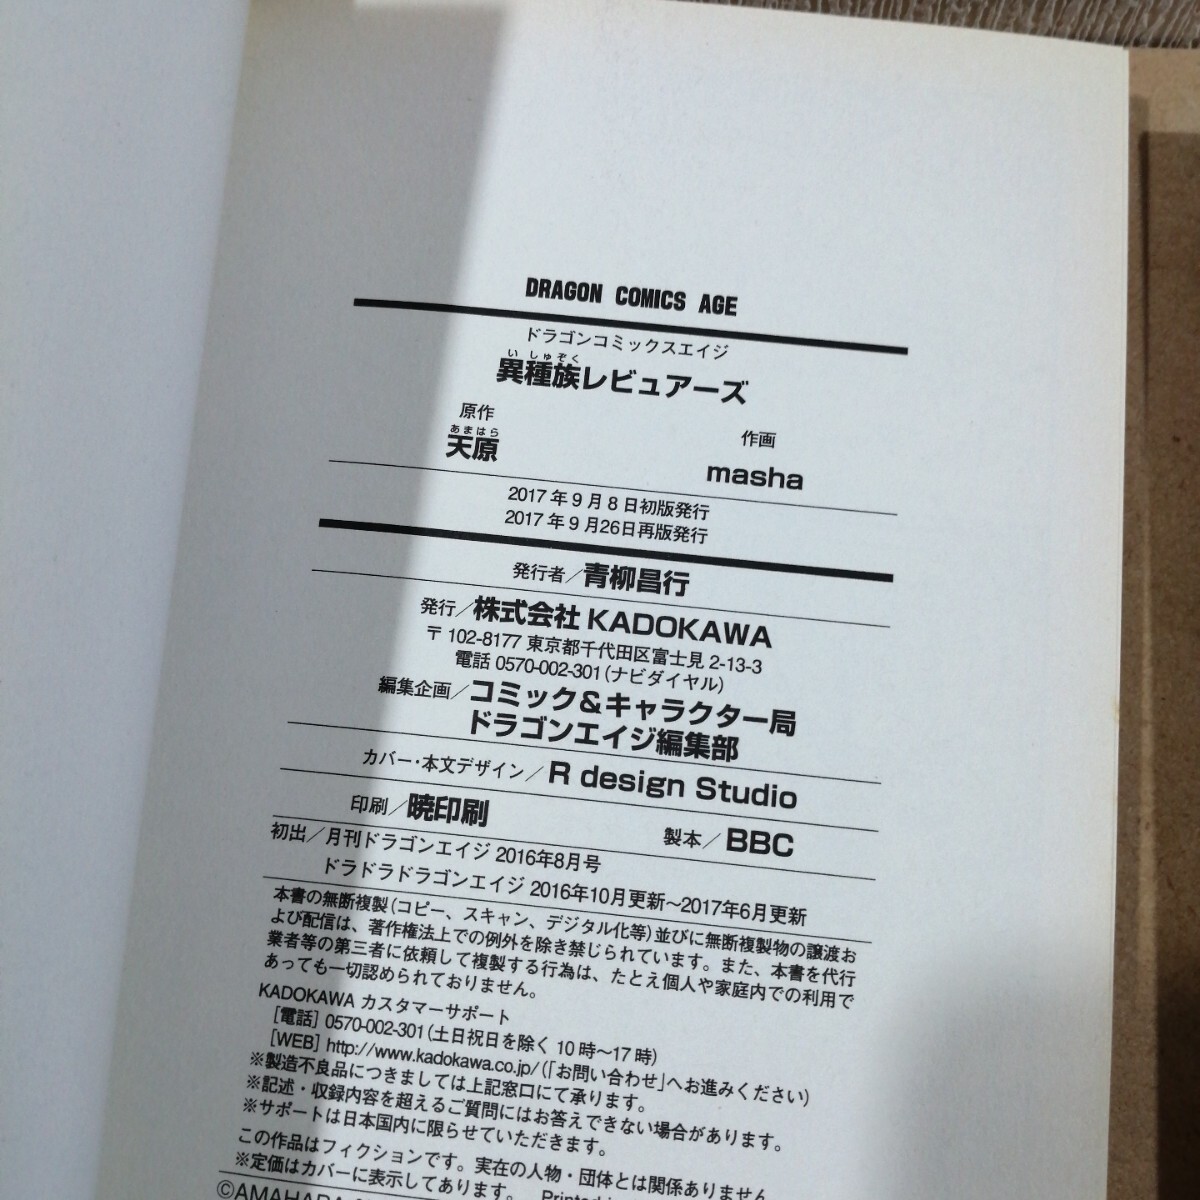 DRAGON COMICS AGE
ドラゴンコミックスエイジ
いしゅぞく
異種族レビュアーズ
原作
あまはら
天原
作画
masha
2017年9月8日初版発行
2017年9月26日再版発行
発行者/青柳昌行
発行/株式会社KADOKAWA
〒102-8177 東京都千代田区富士見2-13-3
電話 0570-002-301(ナビダイヤル)
編集企画/コミック&キャラクター局
ドラゴンエイジ編集部
カバー・本文デザイン/R design Studio
印刷/暁印刷
製本/BBC
初出/月刊ドラゴンエイジ 2016年8月号
ドラドラドラゴンエイジ 2016年10月更新〜2017年6月更新
本書の無断複製(コピー、スキャン、デジタル化等)並びに無断複製物の譲渡お
よび配信は、著作権法上での例外を除き禁じられています。また、本書を代行
業者等の第三者に依頼して複製する行為は、たとえ個人や家庭内での利用で
あっても一切認められておりません。
KADOKAWA カスタマーサポート
[電話] 0570-002-301(土日祝日を除く10時〜17時)
[WEB] http://www.kadokawa.co.jp/(「お問い合わせ」へお進みください)
※製造不良品につきましては上記窓口にて承ります。
※記述・収録内容を超えるご質問にはお答えできない場合があります。
※サポートは日本国内に限らせていただきます。
この作品はフィクションです。実在の人物・団体とは関係ありません
※定価はカバーに表示してあります。 Printed
©AMAHARA